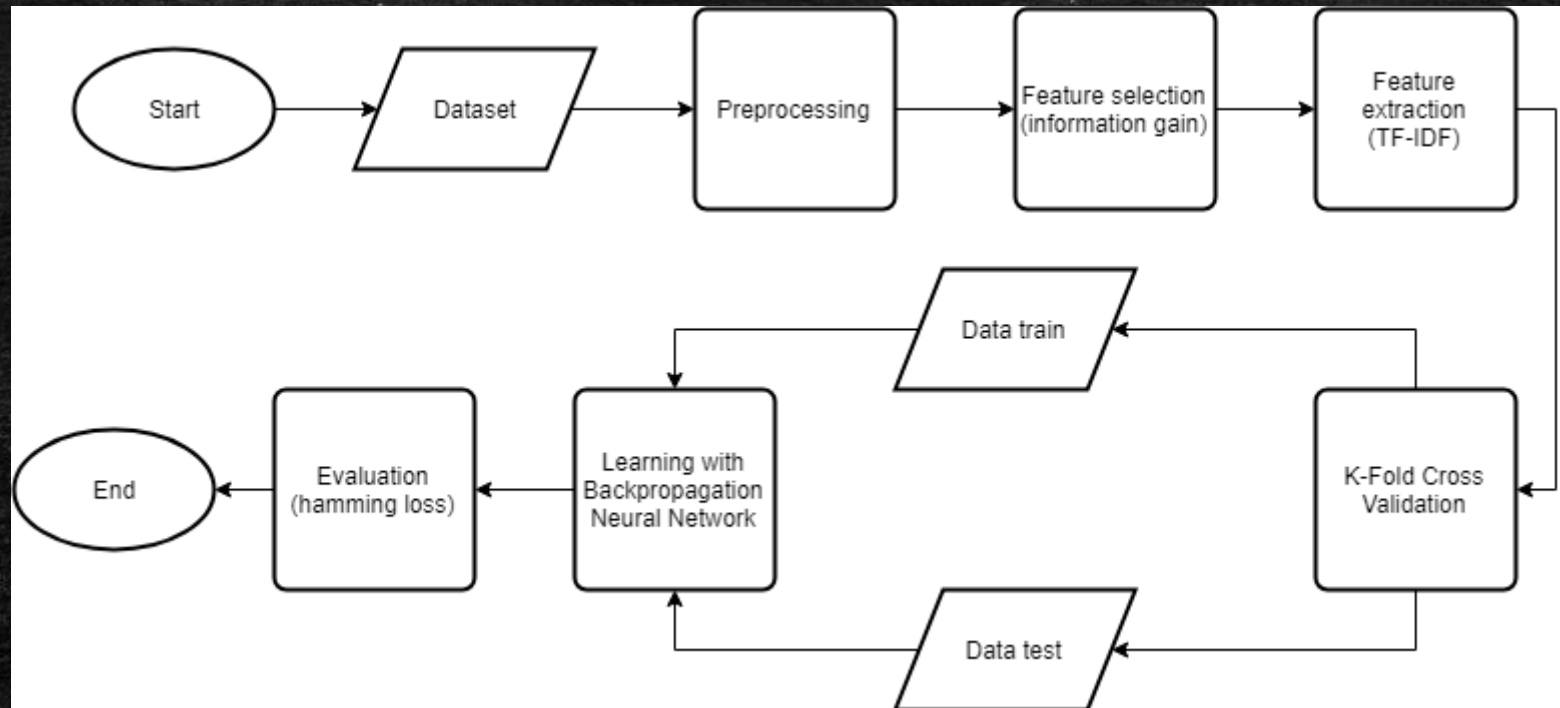 Start
Dataset
Preprocessing
Feature selection
(information gain)
Feature
extraction
(TF-IDF)
Data train
K-Fold Cross
Validation
Learning with
Backpropagation
Neural Network
Evaluation
(hamming loss)
End
Data test